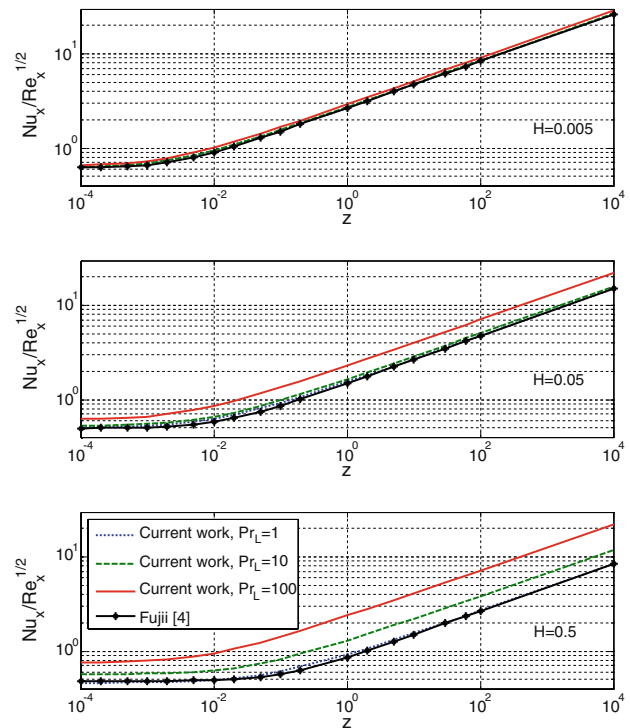 Nu_x/Re_x^1/2
10^1
10^0
H=0.005
10^-4
10^-2
10^0
10^2
10^4
z
Nu_x/Re_x^1/2
10^1
10^0
H=0.05
10^-4
10^-2
10^0
10^2
10^4
z
Nu_x/Re_x^1/2
10^1
10^0
Current work, Pr_L=1
Current work, Pr_L=10
Current work, Pr_L=100
Fujii [4]
H=0.5
10^-4
10^-2
10^0
10^2
10^4
z